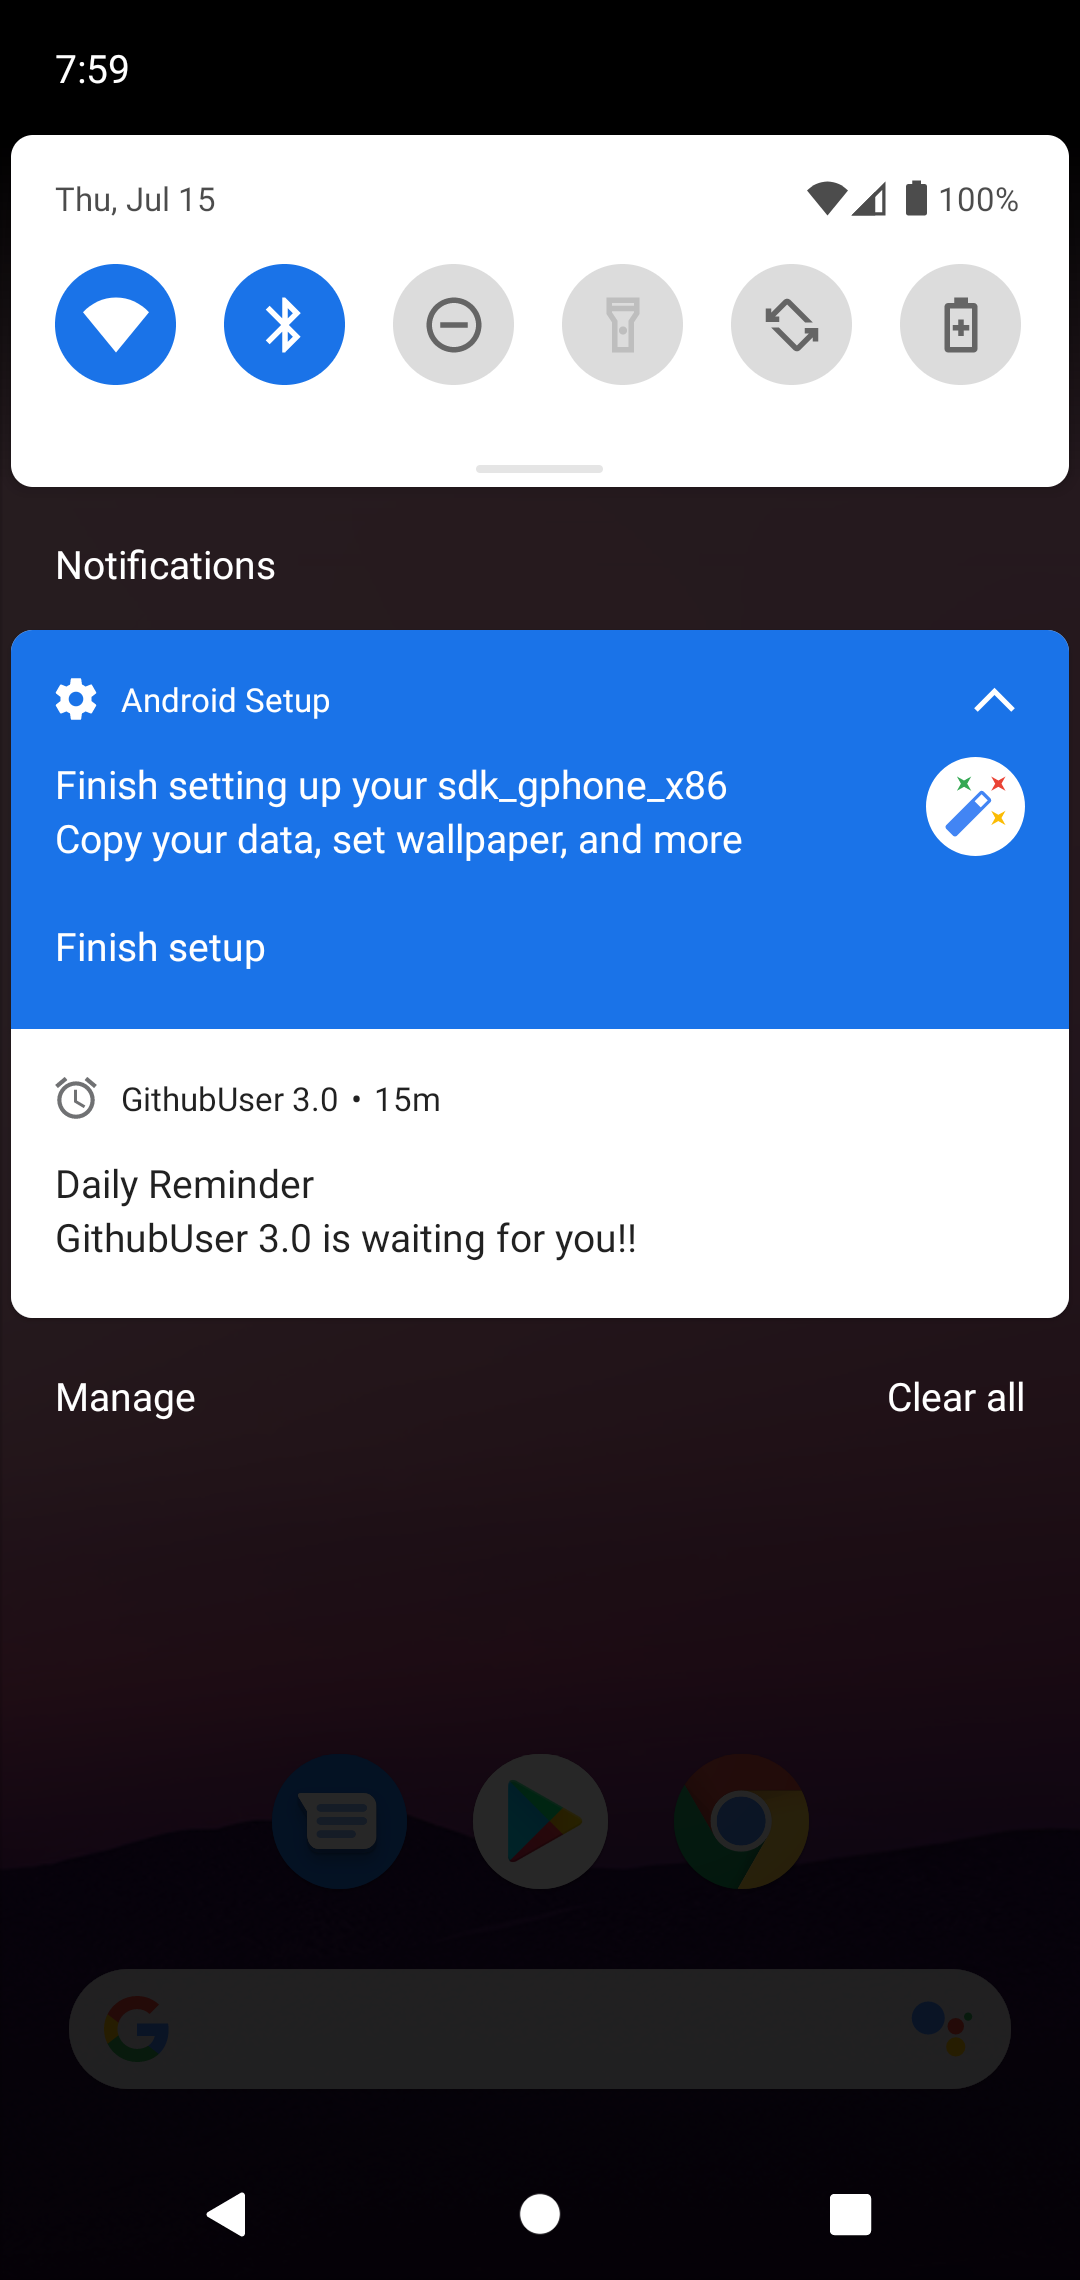 7:59
Thu, Jul 15
100%
Notifications
Android Setup
Finish setting up your sdk_gphone_x86
Copy your data, set wallpaper, and more
Finish setup
GithubUser 3.0 • 15m
Daily Reminder
GithubUser 3.0 is waiting for you!!
Manage
Clear all